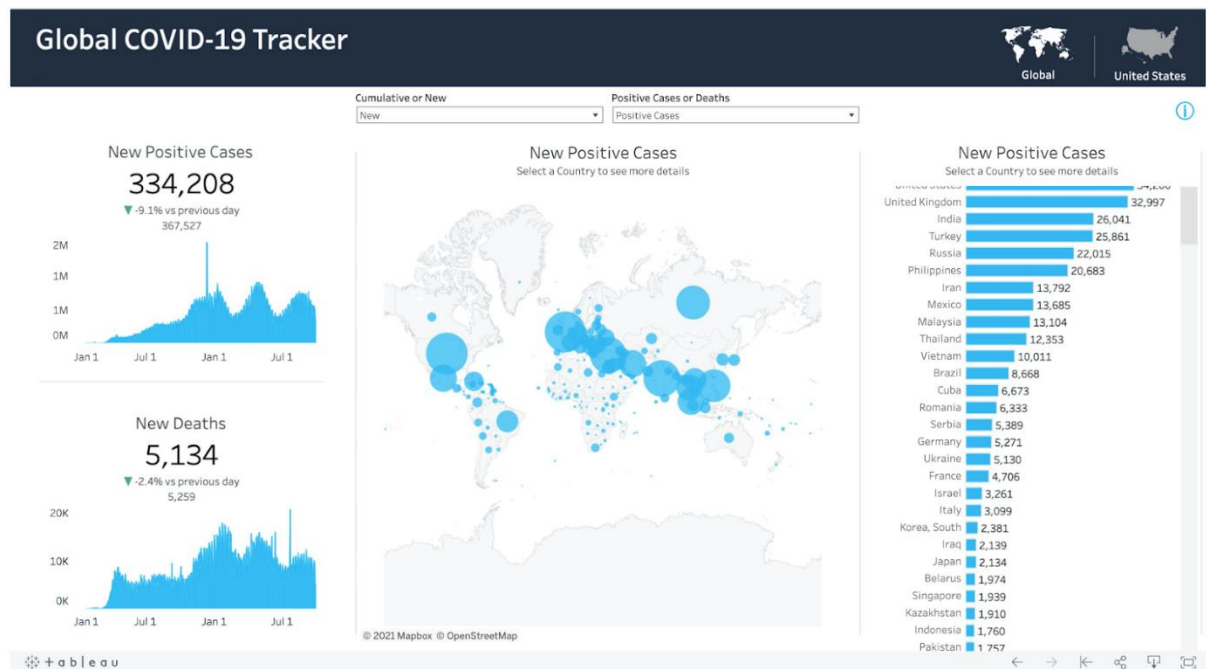 Global COVID-19 Tracker
Global
United States
Cumulative or New
Positive Cases or Deaths
New
Positive Cases
New Positive Cases
334,208
-9.1% vs previous day
367,527
2M
1M
1M
0M
Jan 1 Jul 1 Jan 1 Jul 1
New Deaths
5,134
-2.4% vs previous day
5,259
20K
10K
0K
Jan 1 Jul 1 Jan 1 Jul 1
New Positive Cases
Select a Country to see more details
© 2021 Mapbox © OpenStreetMap
New Positive Cases
Select a Country to see more details
United States
United Kingdom 32,997
India 26,041
Turkey 25,861
Russia 22,015
Philippines 20,683
Iran 13,792
Mexico 13,685
Malaysia 13,104
Thailand 12,353
Vietnam 10,011
Brazil 8,668
Cuba 6,673
Romania 6,333
Serbia 5,389
Germany 5,271
Ukraine 5,130
France 4,706
Israel 3,261
Italy 3,099
Korea, South 2,381
Iraq 2,139
Japan 2,134
Belarus 1,974
Singapore 1,939
Kazakhstan 1,910
Indonesia 1,760
Pakistan 1,757
+ a b l e a u